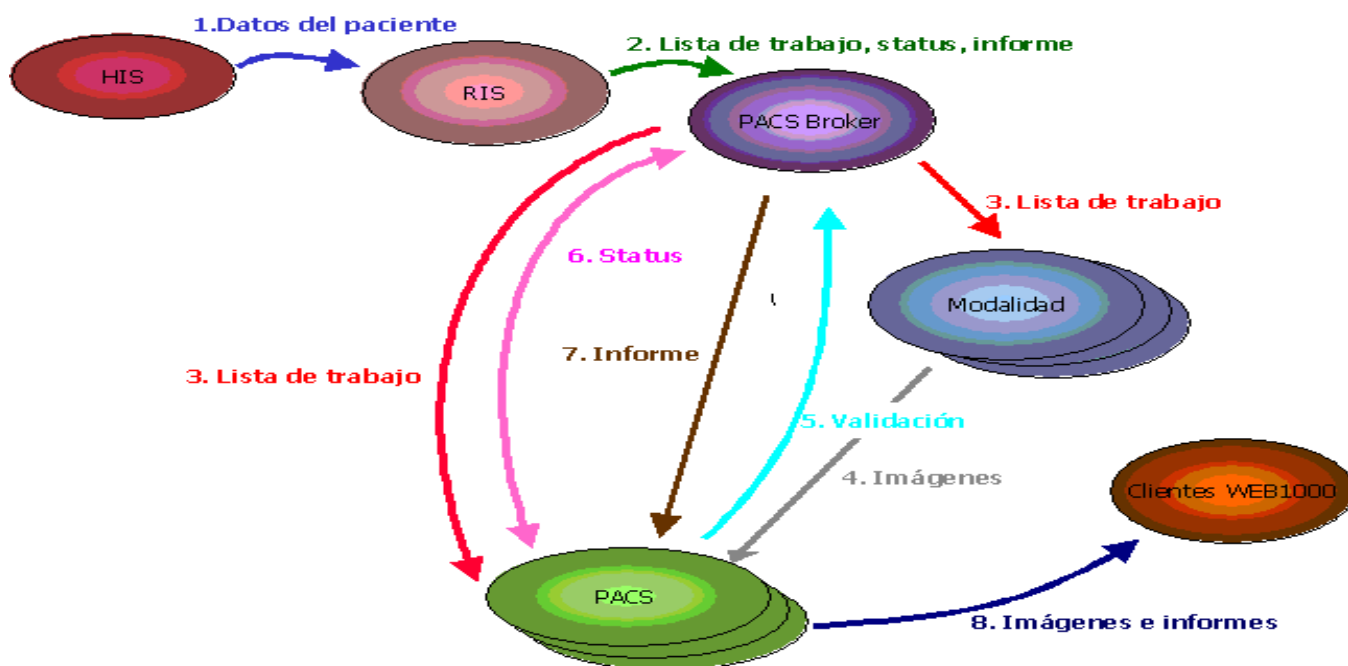 1.Datos del paciente
2. Lista de trabajo, status, informe
HIS
RIS
PACS Broker
3. Lista de trabajo
6. Status
Modalidad
7. Informe
3. Lista de trabajo
5. Validación
4. Imágenes
Clientes WEB1000
PACS
8. Imágenes e informes